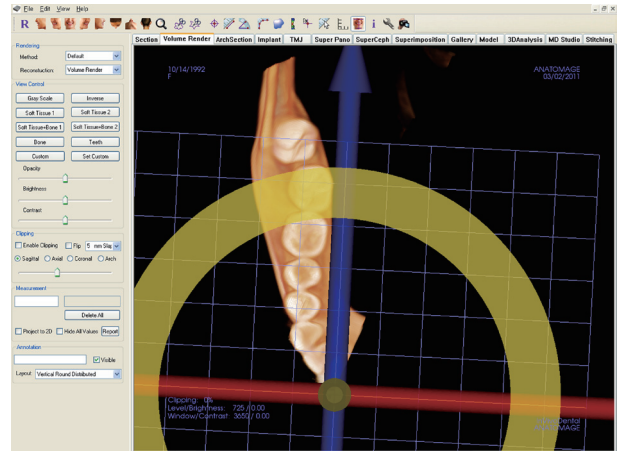 File Edit View Help
R
Section Volume Render ArchSection Implant TMJ Super Pano SuperCeph Superimposition Gallery Model 3DAnalysis MD Studio Stitching
Rendering
Method: Default
Reconstruction: Volume Render
View Control
Gray Scale Inverse
Soft Tissue 1 Soft Tissue 2
Soft Tissue+Bone 1 Soft Tissue+Bone 2
Bone Teeth
Custom Set Custom
Opacity
Brightness
Contrast
Clipping
Enable Clipping Flip 5 mm Slap
Sagittal Axial Coronal Arch
Measurement
Delete All
Project to 2D Hide All Values Report
Annotation
Visible
Layout: Vertical Round Distributed
10/14/1992
F
ANATOMAGE
03/02/2011
Clipping: 0%
Level/Brightness: 725 / 0.00
Window/Contrast: 3650 / 0.00
Dental
IMAGE